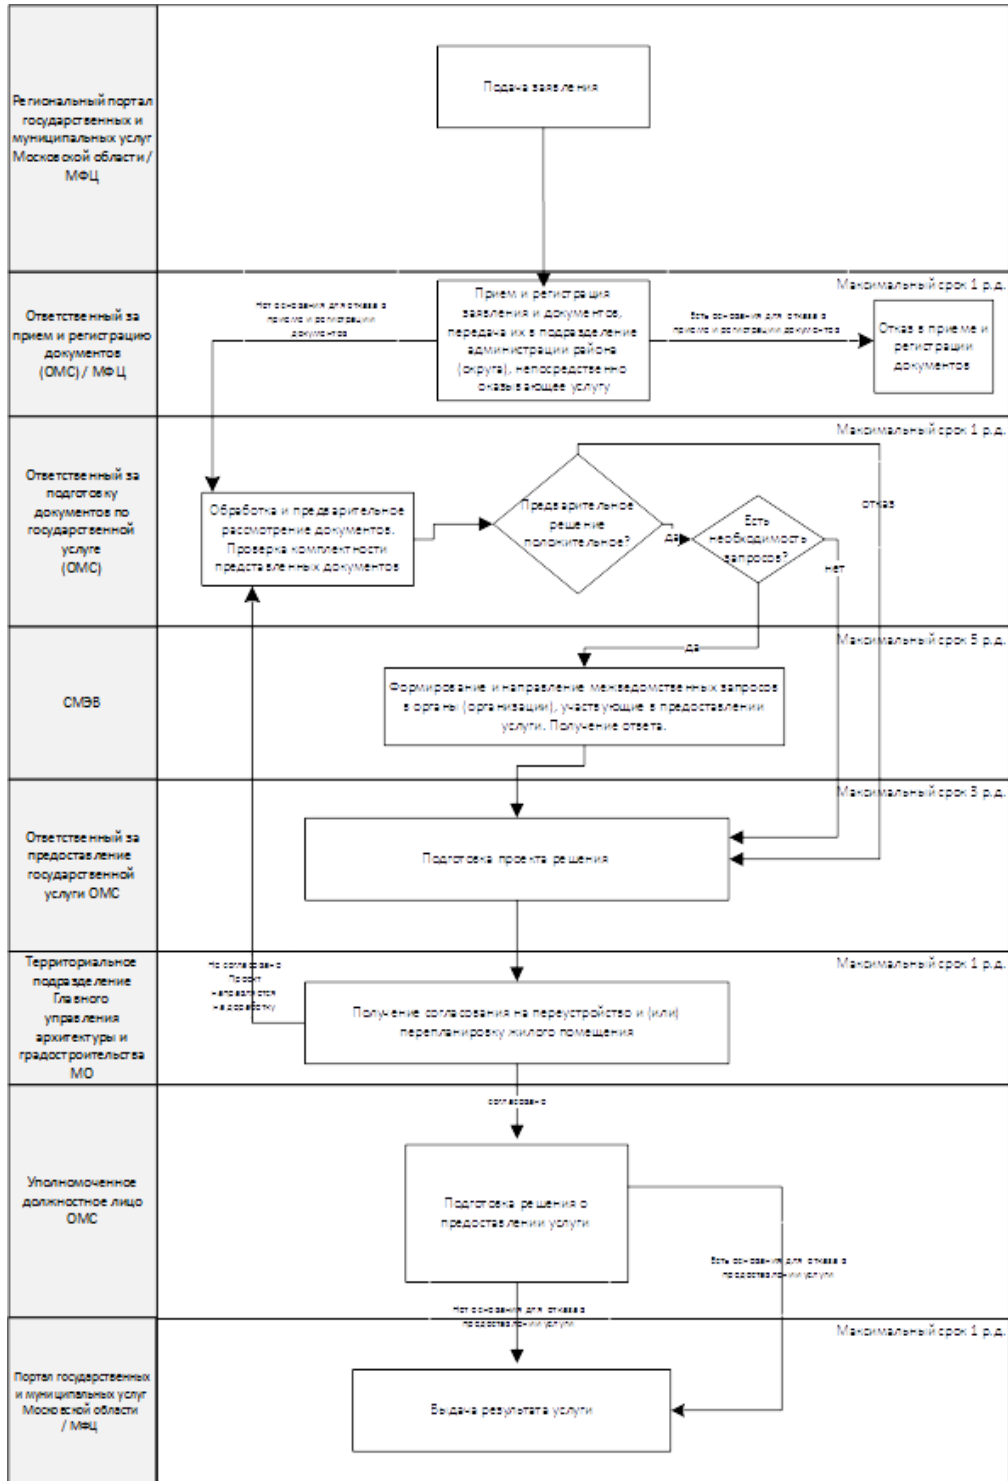 Региональный портал
государственных и
муниципальных услуг
Московской области /
МФЦ
Подача заявления
Ответственный за
прием и регистрацию
документов
(ОМС) / МФЦ
Максимальный срок 1 р.д.
Нет основания для отказа в
приеме и регистрации
документов
Прием и регистрация
заявления и документов,
передача их в подразделение
администрации района
(округа), непосредственно
оказывающее услугу
Есть основания для отказа в
приеме и регистрации документов
Отказ в приеме и
регистрации
документов
Ответственный за
подготовку
документов по
государственной
услуге
(ОМС)
Максимальный срок 1 р.д.
Обработка и предварительное
рассмотрение документов.
Проверка комплектности
представленных документов
Предварительное
решение
положительное?
да
Есть
необходимость
запросов?
отказ
нет
СМЭВ
Максимальный срок 5 р.д.
да
Формирование и направление межведомственных запросов
в органы (организации), участвующие в предоставлении
услуги. Получение ответа.
Ответственный за
предоставление
государственной
услуги ОМС
Максимальный срок 3 р.д.
Подготовка проекта решения
Территориальное
подразделение
Главного
управления
архитектуры и
градостроительства
МО
Максимальный срок 1 р.д.
Не согласовано
Проект
направляется
на доработку
Получение согласования на переустройство и (или)
перепланировку жилого помещения
согласовано
Уполномоченное
должностное лицо
ОМС
Подготовка решения о
предоставлении услуги
Есть основания для отказа в
предоставлении услуги
Нет основания для отказа в
предоставлении услуги
Портал государственных
и муниципальных услуг
Московской области
/ МФЦ
Максимальный срок 1 р.д.
Выдача результата услуги